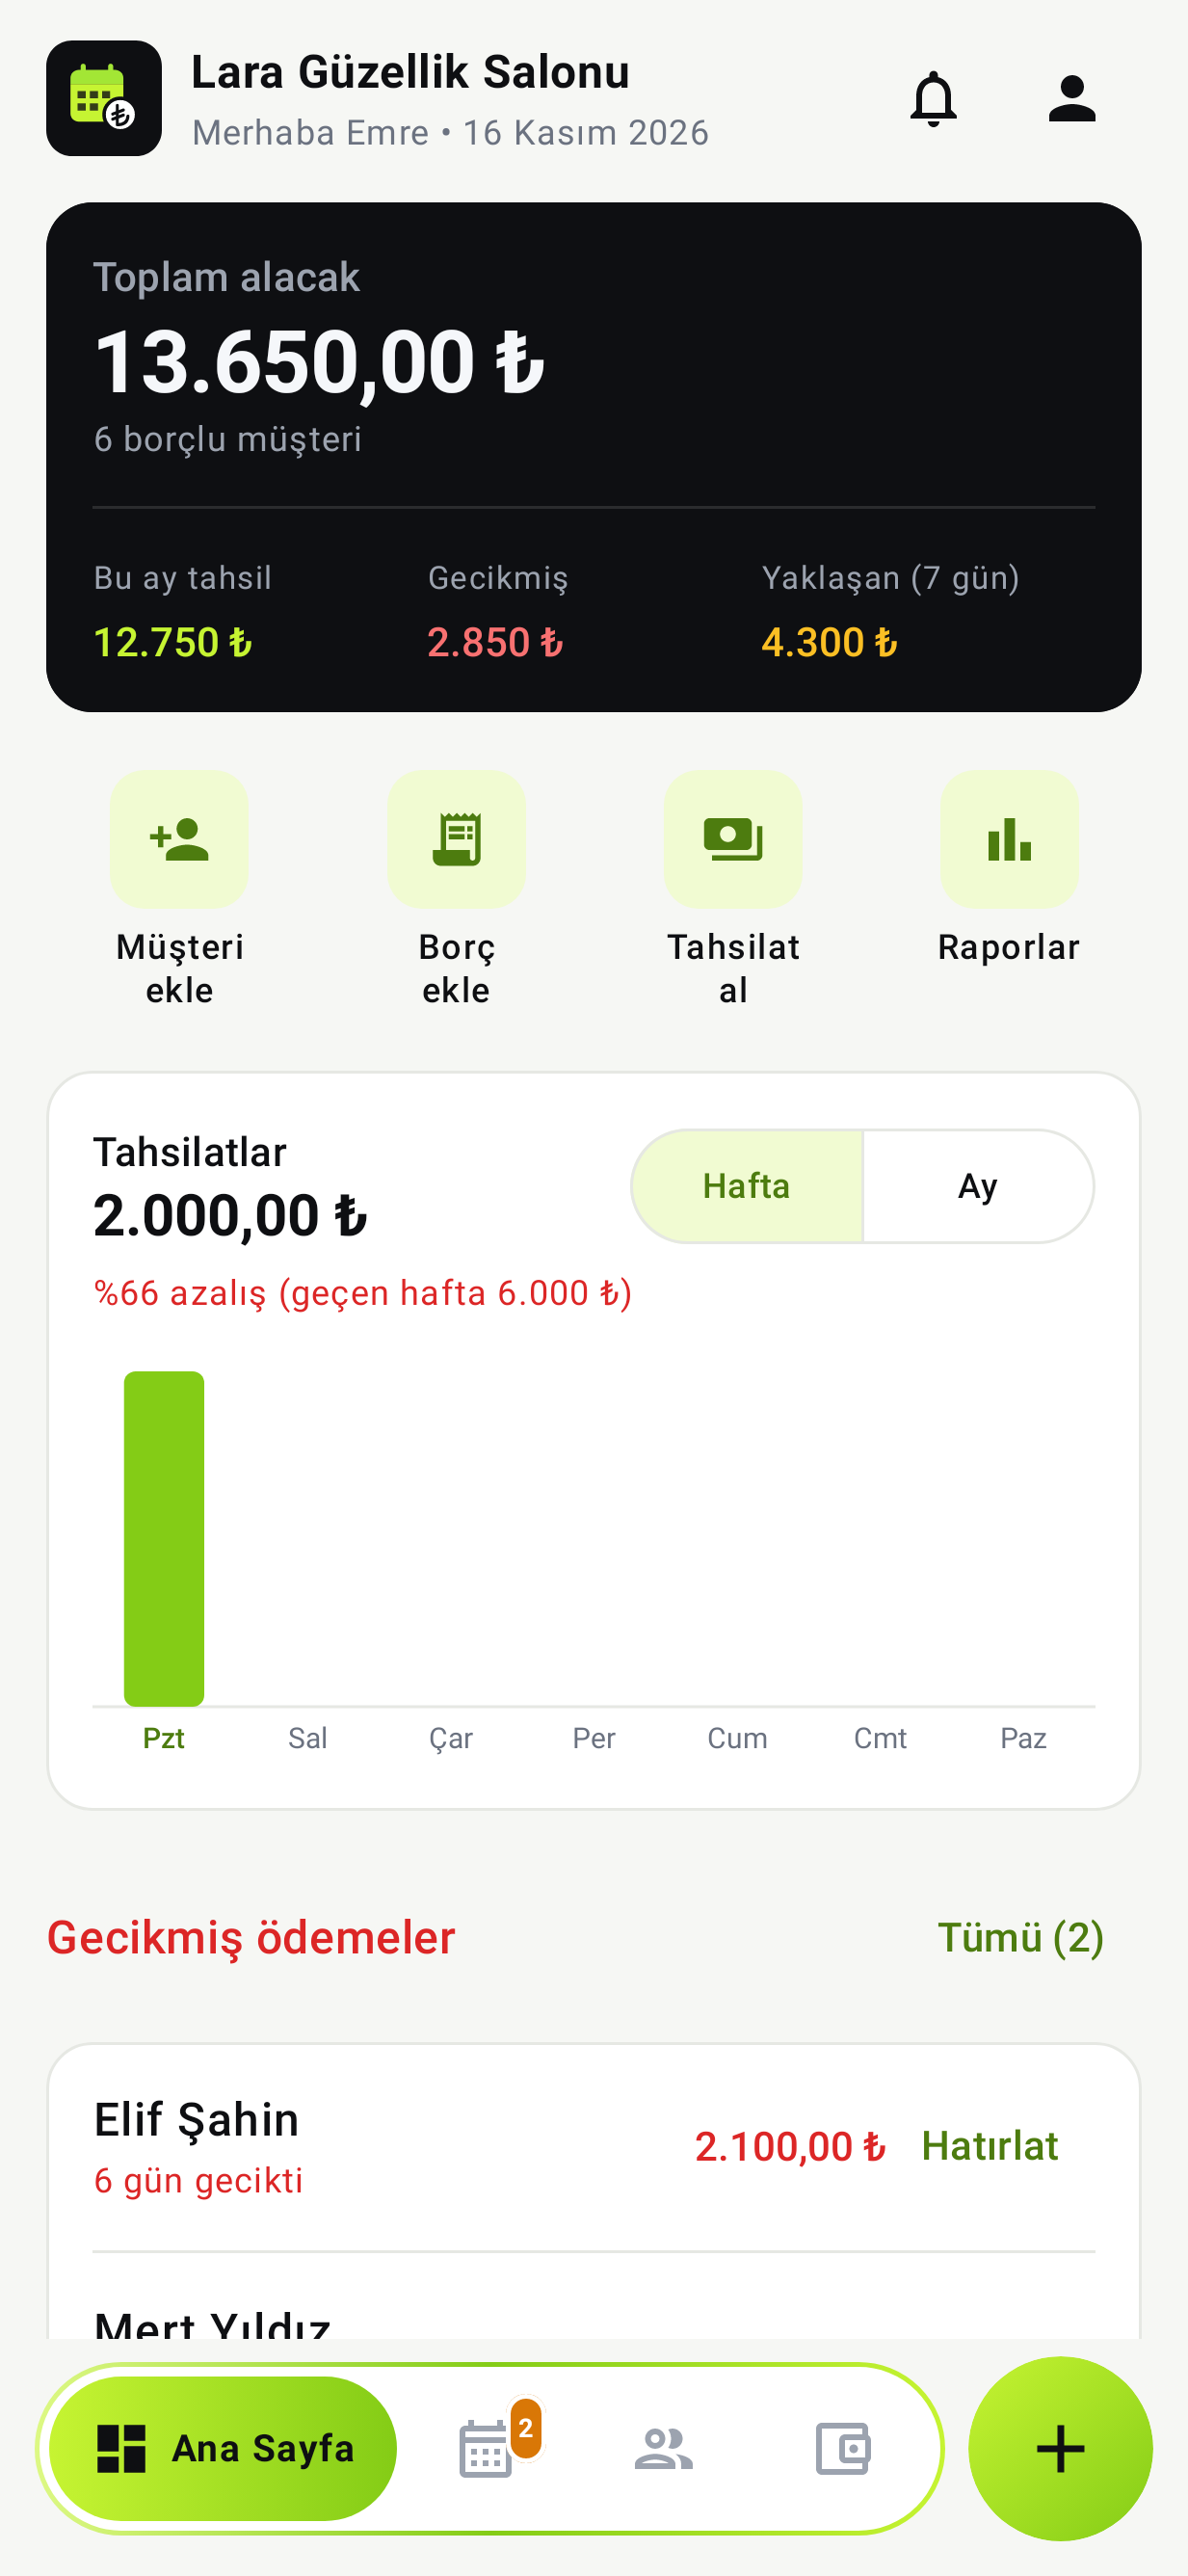 Lara Güzellik Salonu
Merhaba Emre • 16 Kasım 2026
Toplam alacak
13.650,00 ₺
6 borçlu müşteri
Bu ay tahsil
12.750 ₺
Gecikmiş
2.850 ₺
Yaklaşan (7 gün)
4.300 ₺
Müşteri
ekle
Borç
ekle
Tahsilat
al
Raporlar
Tahsilatlar
2.000,00 ₺
Hafta
Ay
%66 azalış (geçen hafta 6.000 ₺)
Pzt Sal Çar Per Cum Cmt Paz
Gecikmiş ödemeler
Tümü (2)
Elif Şahin
6 gün gecikti
2.100,00 ₺
Hatırlat
Mert Yıldız
Ana Sayfa
2